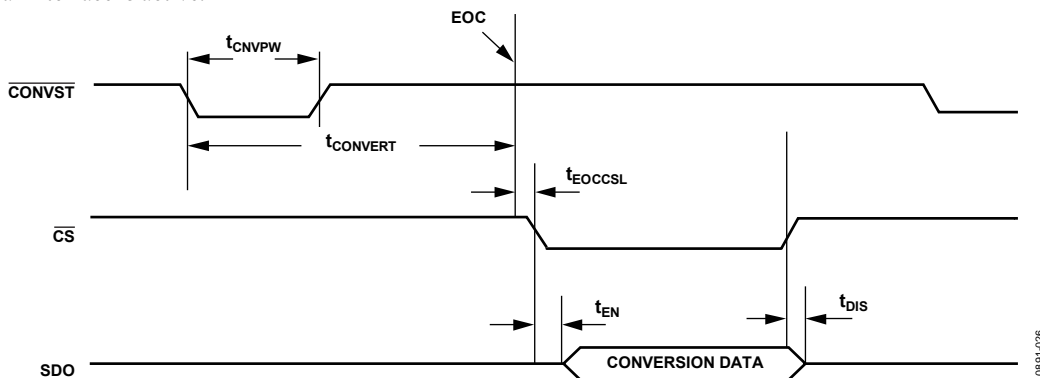 EOC
tCNVPW
CONVST
tCONVERT
tEOCCSL
CS
tEN
tDIS
SDO
CONVERSION DATA